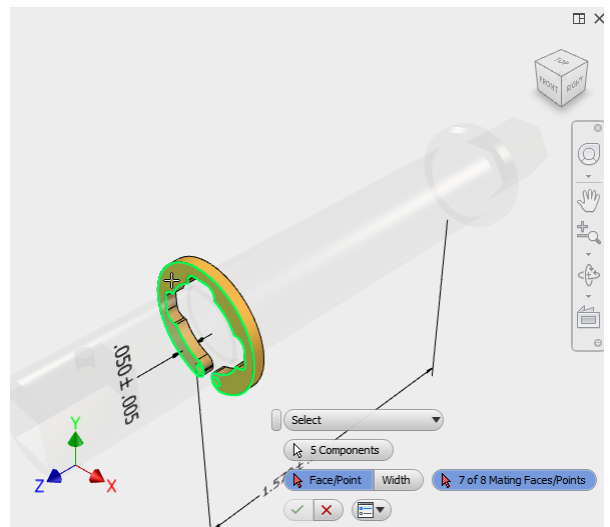 TOP
FRONT
RIGHT
.050 ± .005
Y
Z
X
Select
5 Components
Face/Point
Width
7 of 8 Mating Faces/Points